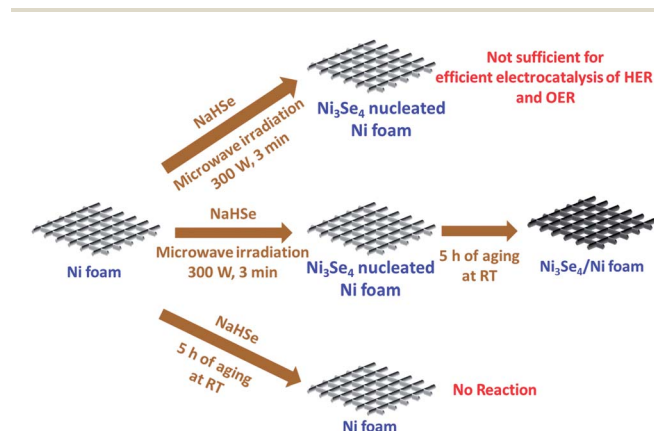 NaHSe
Microwave irradiation
300 W, 3 min
Ni₃Se₄ nucleated
Ni foam
Not sufficient for
efficient electrocatalysis of HER
and OER
Ni foam
NaHSe
Microwave irradiation
300 W, 3 min
Ni₃Se₄ nucleated
Ni foam
5 h of aging
at RT
Ni₃Se₄/Ni foam
NaHSe
5 h of aging
at RT
Ni foam
No Reaction